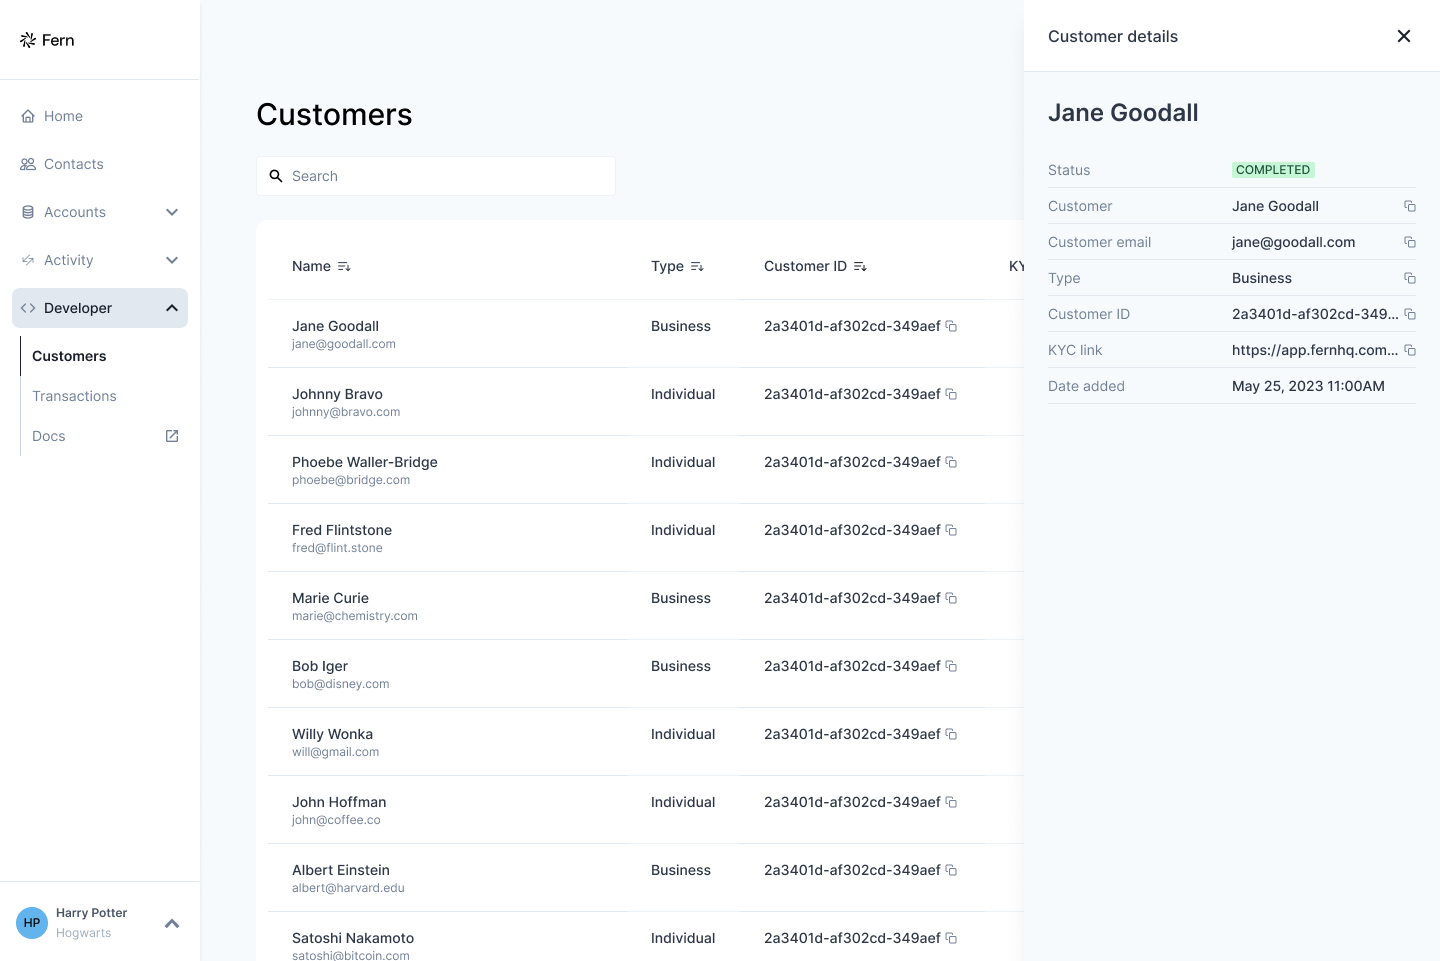 Fern
Home
Contacts
Accounts
Activity
Developer
Customers
Transactions
Docs
HP
Harry Potter
Hogwarts
Customers
Search
Name Type Customer ID KY
Jane Goodall Business 2a3401d-af302cd-349aef
jane@goodall.com
Johnny Bravo Individual 2a3401d-af302cd-349aef
johnny@bravo.com
Phoebe Waller-Bridge Individual 2a3401d-af302cd-349aef
phoebe@bridge.com
Fred Flintstone Individual 2a3401d-af302cd-349aef
fred@flint.stone
Marie Curie Business 2a3401d-af302cd-349aef
marie@chemistry.com
Bob Iger Business 2a3401d-af302cd-349aef
bob@disney.com
Willy Wonka Individual 2a3401d-af302cd-349aef
will@gmail.com
John Hoffman Individual 2a3401d-af302cd-349aef
john@coffee.co
Albert Einstein Business 2a3401d-af302cd-349aef
albert@harvard.edu
Satoshi Nakamoto Individual 2a3401d-af302cd-349aef
satoshi@bitcoin.com
Customer details
Jane Goodall
Status COMPLETED
Customer Jane Goodall
Customer email jane@goodall.com
Type Business
Customer ID 2a3401d-af302cd-349...
KYC link https://app.fernhq.com...
Date added May 25, 2023 11:00AM